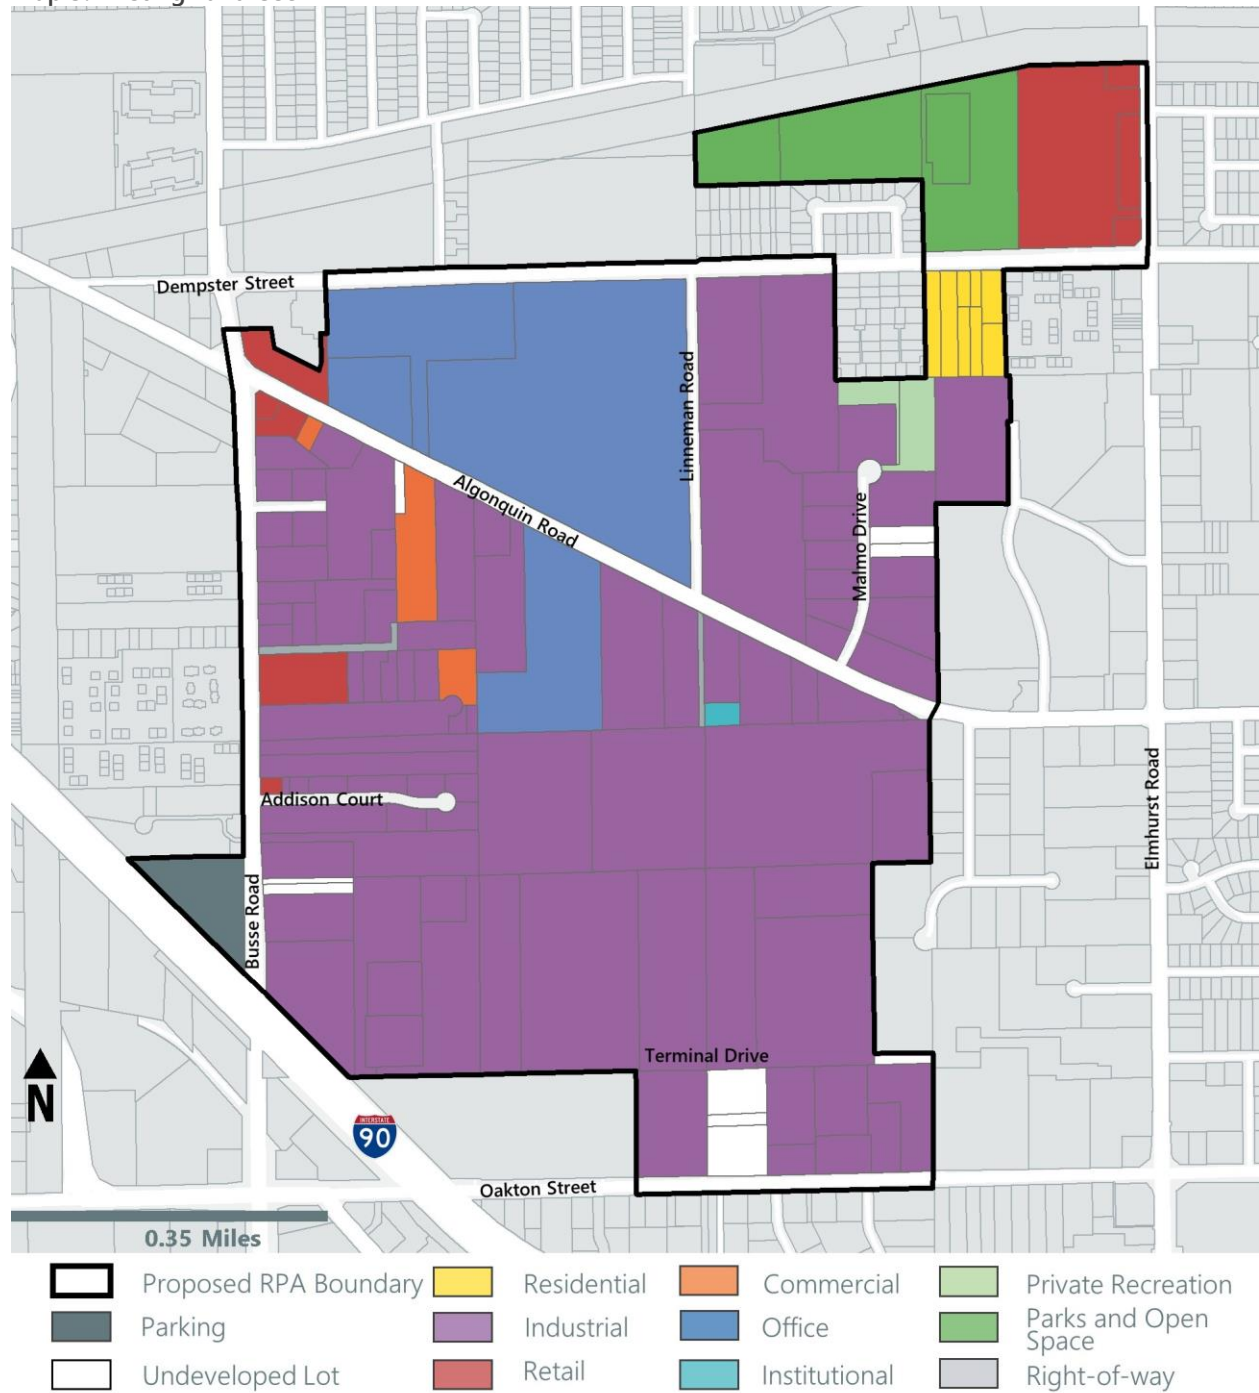 Dempster Street
Linneman Road
Algonquin Road
Malmo Drive
Elmhurst Road
Addison Court
Busse Road
Terminal Drive
N
INTERSTATE
90
Oakton Street
0.35 Miles
Proposed RPA Boundary
Residential
Commercial
Private Recreation
Parking
Industrial
Office
Parks and Open
Space
Undeveloped Lot
Retail
Institutional
Right-of-way